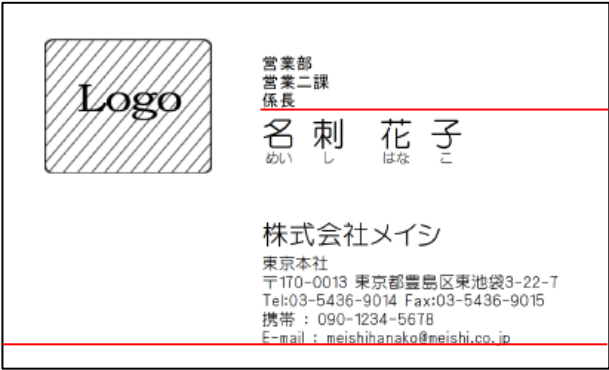 Logo
営業部
営業二課
係長
名刺 花子
めい し はな こ
株式会社メイシ
東京本社
〒170-0013 東京都豊島区東池袋3-22-7
Tel:03-5436-9014 Fax:03-5436-9015
携帯 : 090-1234-5678
E-mail : meishihanako@meishi.co.jp